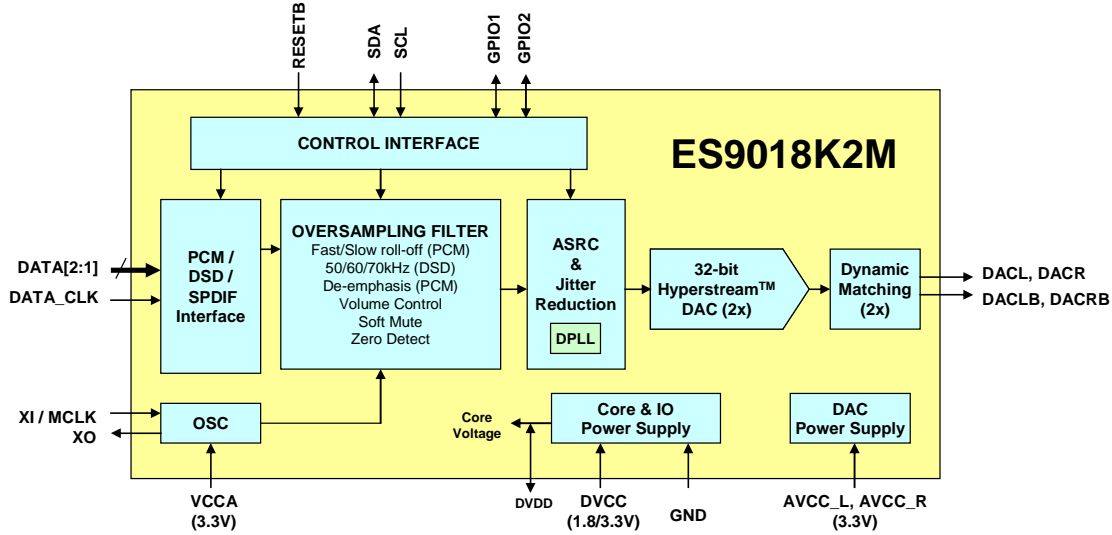 RESETB
SDA
SCL
GPIO1
GPIO2
CONTROL INTERFACE
ES9018K2M
DATA[2:1]
DATA_CLK
PCM /
DSD /
SPDIF
Interface
OVERSAMPLING FILTER
Fast/Slow roll-off (PCM)
50/60/70kHz (DSD)
De-emphasis (PCM)
Volume Control
Soft Mute
Zero Detect
ASRC
&
Jitter
Reduction
DPLL
32-bit
Hyperstream™
DAC (2x)
Dynamic
Matching
(2x)
DACL, DACR
DACLB, DACRB
XI / MCLK
XO
OSC
Core
Voltage
Core & IO
Power Supply
DAC
Power Supply
VCCA
(3.3V)
DVDD
DVCC
(1.8/3.3V)
GND
AVCC_L, AVCC_R
(3.3V)